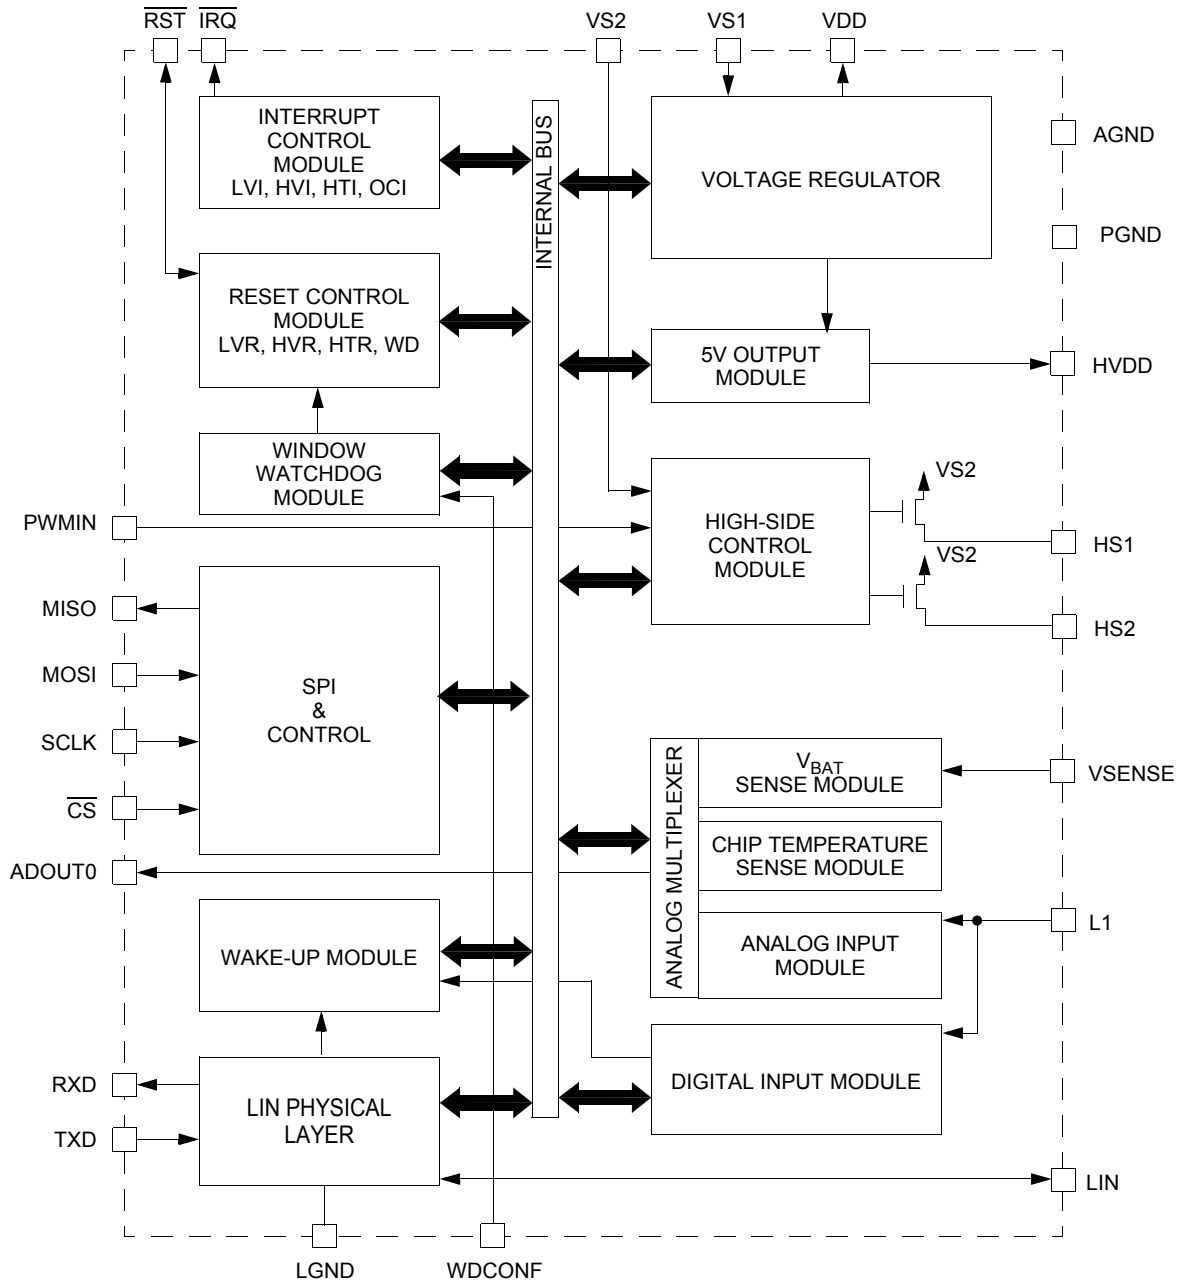 RST IRQ VS2 VS1 VDD
INTERRUPT
CONTROL
MODULE
LVI, HVI, HTI, OCI
INTERNAL BUS
VOLTAGE REGULATOR
AGND
PGND
RESET CONTROL
MODULE
LVR, HVR, HTR, WD
5V OUTPUT
MODULE
HVDD
WINDOW
WATCHDOG
MODULE
PWMIN
HIGH-SIDE
CONTROL
MODULE
VS2
HS1
VS2
HS2
MISO
MOSI
SCLK
CS
SPI
&
CONTROL
ADOUT0
ANALOG MULTIPLEXER
VBAT
SENSE MODULE
VSENSE
CHIP TEMPERATURE
SENSE MODULE
ANALOG INPUT
MODULE
L1
WAKE-UP MODULE
DIGITAL INPUT MODULE
RXD
TXD
LIN PHYSICAL
LAYER
LIN
LGND
WDCONF